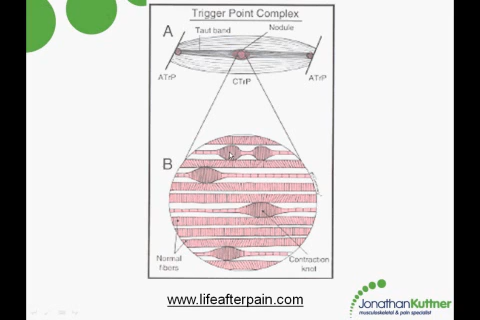 Trigger Point Complex
A
Taut band
Nodule
ATrP
CTrP
ATrP
B
Normal
fibers
Contraction
knot
www.lifeafterpain.com
JonathanKuttner
musculoskeletal & pain specialist